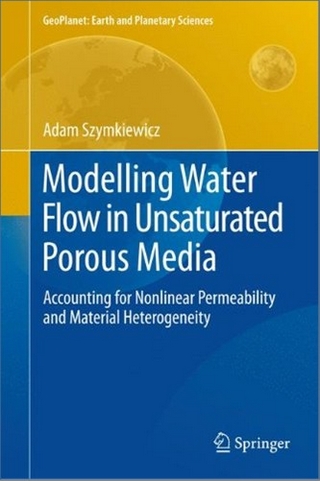 GeoPlanet: Earth and Planetary Sciences
Adam Szymkiewicz
Modelling Water
Flow in Unsaturated
Porous Media
Accounting for Nonlinear Permeability
and Material Heterogeneity
Springer